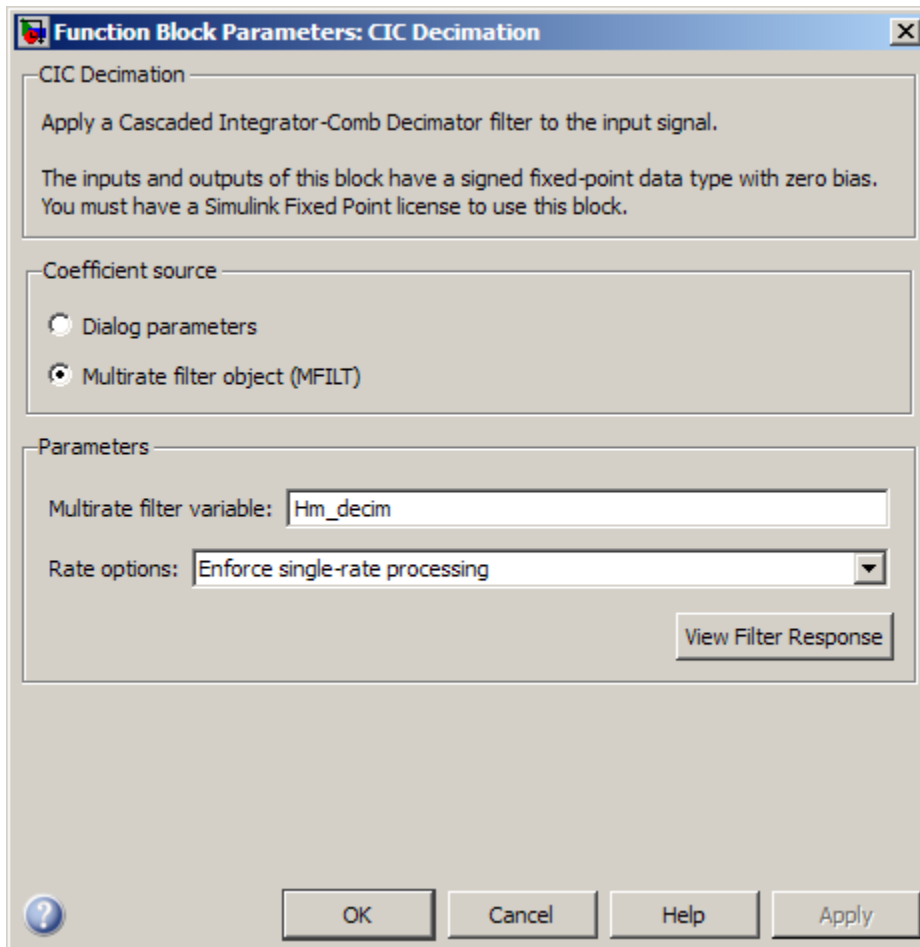 Function Block Parameters: CIC Decimation
CIC Decimation
Apply a Cascaded Integrator-Comb Decimator filter to the input signal.
The inputs and outputs of this block have a signed fixed-point data type with zero bias.
You must have a Simulink Fixed Point license to use this block.
Coefficient source
Dialog parameters
Multirate filter object (MFILT)
Parameters
Multirate filter variable: Hm_decim
Rate options: Enforce single-rate processing
View Filter Response
? OK Cancel Help Apply